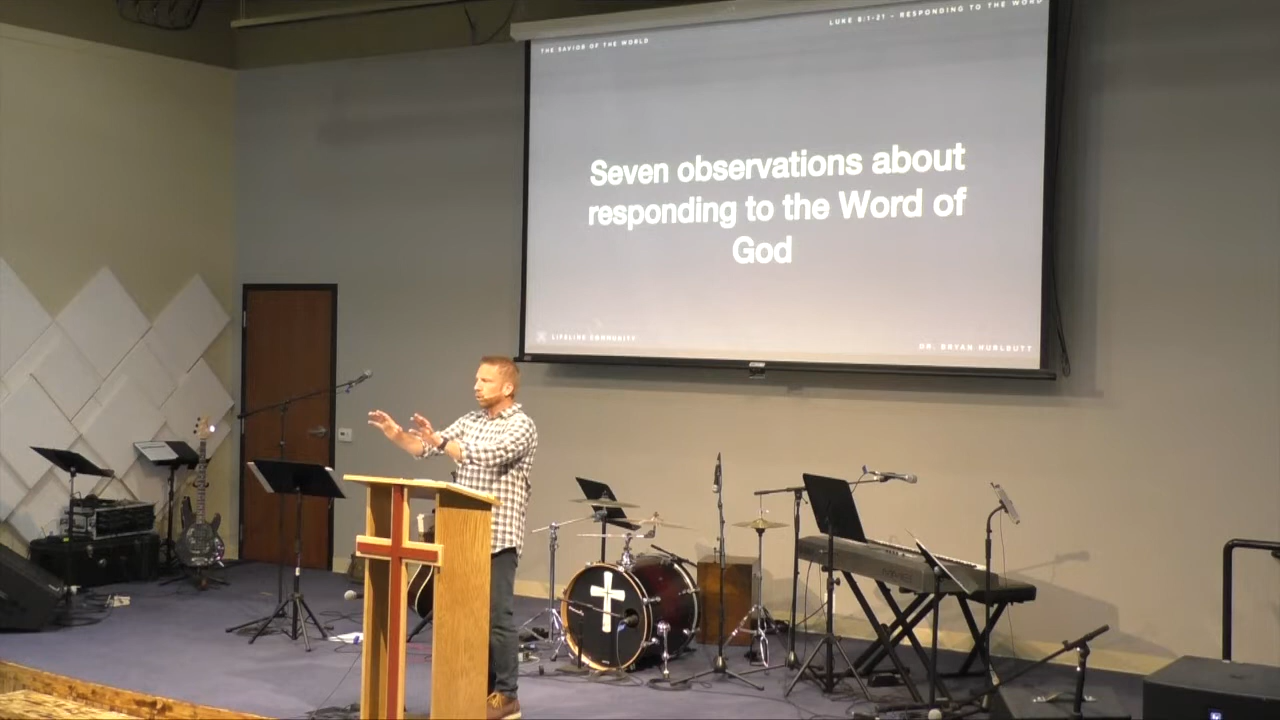 THE SAVIOR OF THE WORLD
LUKE 8:1-21 - RESPONDING TO THE WORD
Seven observations about
responding to the Word of
God
LIFELINE COMMUNITY
DR. BRYAN HURLBUTT